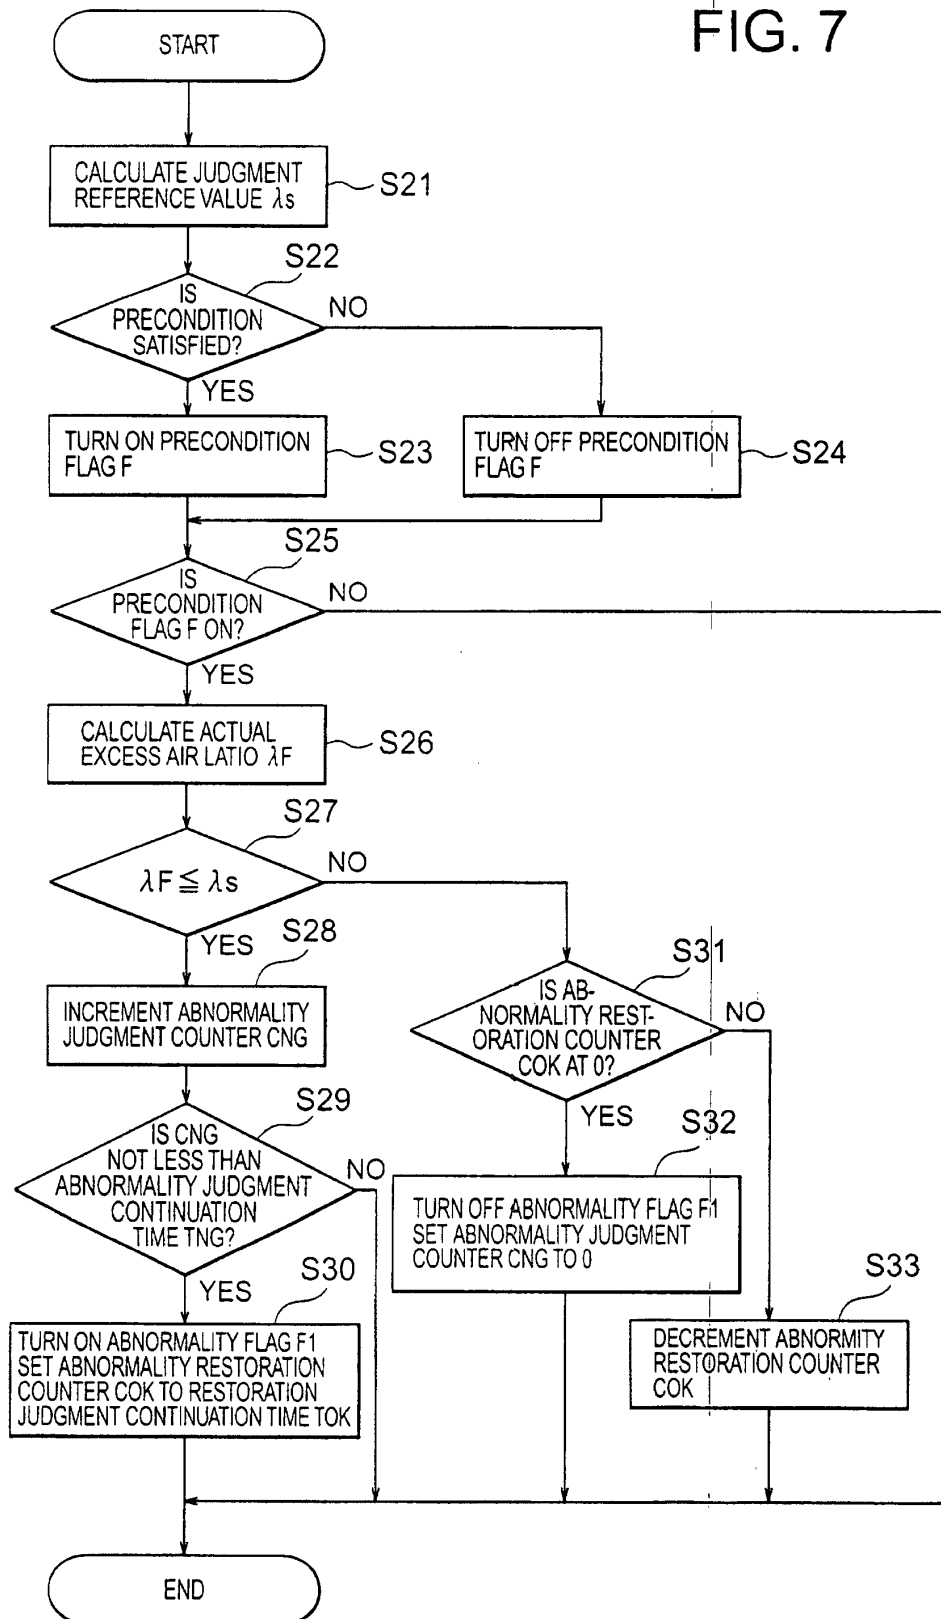 FIG. 7
START
CALCULATE JUDGMENT
REFERENCE VALUE λs
S21
S22
IS
PRECONDITION
SATISFIED?
NO
YES
TURN ON PRECONDITION
FLAG F
S23
TURN OFF PRECONDITION
FLAG F
S24
S25
IS
PRECONDITION
FLAG F ON?
NO
YES
CALCULATE ACTUAL
EXCESS AIR LATIO λF
S26
S27
λF ≦ λs
NO
YES
S28
INCREMENT ABNORMALITY
JUDGMENT COUNTER CNG
S31
IS AB-
NORMALITY REST-
ORATION COUNTER
COK AT 0?
NO
YES
S29
IS CNG
NOT LESS THAN
ABNORMALITY JUDGMENT
CONTINUATION
TIME TNG?
NO
YES
S32
TURN OFF ABNORMALITY FLAG F1
SET ABNORMALITY JUDGMENT
COUNTER CNG TO 0
S30
TURN ON ABNORMALITY FLAG F1
SET ABNORMALITY RESTORATION
COUNTER COK TO RESTORATION
JUDGMENT CONTINUATION TIME TOK
S33
DECREMENT ABNORMITY
RESTORATION COUNTER
COK
END